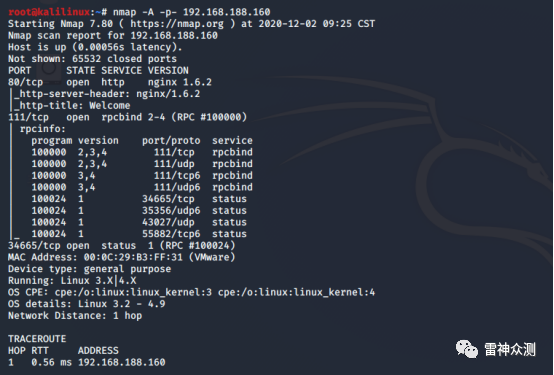 root@kalilinux:~# nmap -A -p- 192.168.188.160
Starting Nmap 7.80 ( https://nmap.org ) at 2020-12-02 09:25 CST
Nmap scan report for 192.168.188.160
Host is up (0.00056s latency).
Not shown: 65532 closed ports
PORT      STATE SERVICE VERSION
80/tcp    open  http    nginx 1.6.2
|_http-server-header: nginx/1.6.2
|_http-title: Welcome
111/tcp   open  rpcbind 2-4 (RPC #100000)
| rpcinfo:
|   program version    port/proto  service
|   100000  2,3,4        111/tcp   rpcbind
|   100000  2,3,4        111/udp   rpcbind
|   100000  3,4          111/tcp6  rpcbind
|   100000  3,4          111/udp6  rpcbind
|   100024  1          34665/tcp   status
|   100024  1          35356/udp6  status
|   100024  1          43027/udp   status
|_  100024  1          55882/tcp6  status
34665/tcp open  status  1 (RPC #100024)
MAC Address: 00:0C:29:B3:FF:31 (VMware)
Device type: general purpose
Running: Linux 3.X|4.X
OS CPE: cpe:/o:linux:linux_kernel:3 cpe:/o:linux:linux_kernel:4
OS details: Linux 3.2 - 4.9
Network Distance: 1 hop
TRACEROUTE
HOP RTT     ADDRESS
1   0.56 ms 192.168.188.160
雷神众测